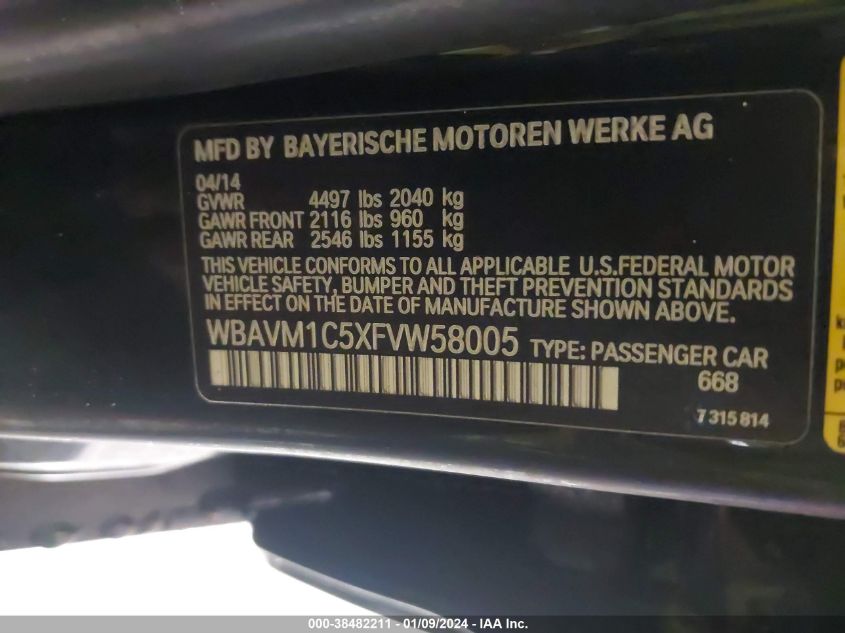 MFD BY BAYERISCHE MOTOREN WERKE AG
04/14
GVWR 4497 lbs 2040 kg
GAWR FRONT 2116 lbs 960 kg
GAWR REAR 2546 lbs 1155 kg
THIS VEHICLE CONFORMS TO ALL APPLICABLE U.S.FEDERAL MOTOR
VEHICLE SAFETY, BUMPER AND THEFT PREVENTION STANDARDS
IN EFFECT ON THE DATE OF MANUFACTURE SHOWN ABOVE.
WBAVM1C5XFVW58005 TYPE: PASSENGER CAR
668
7 315 814
000-38482211 - 01/09/2024 - IAA Inc.